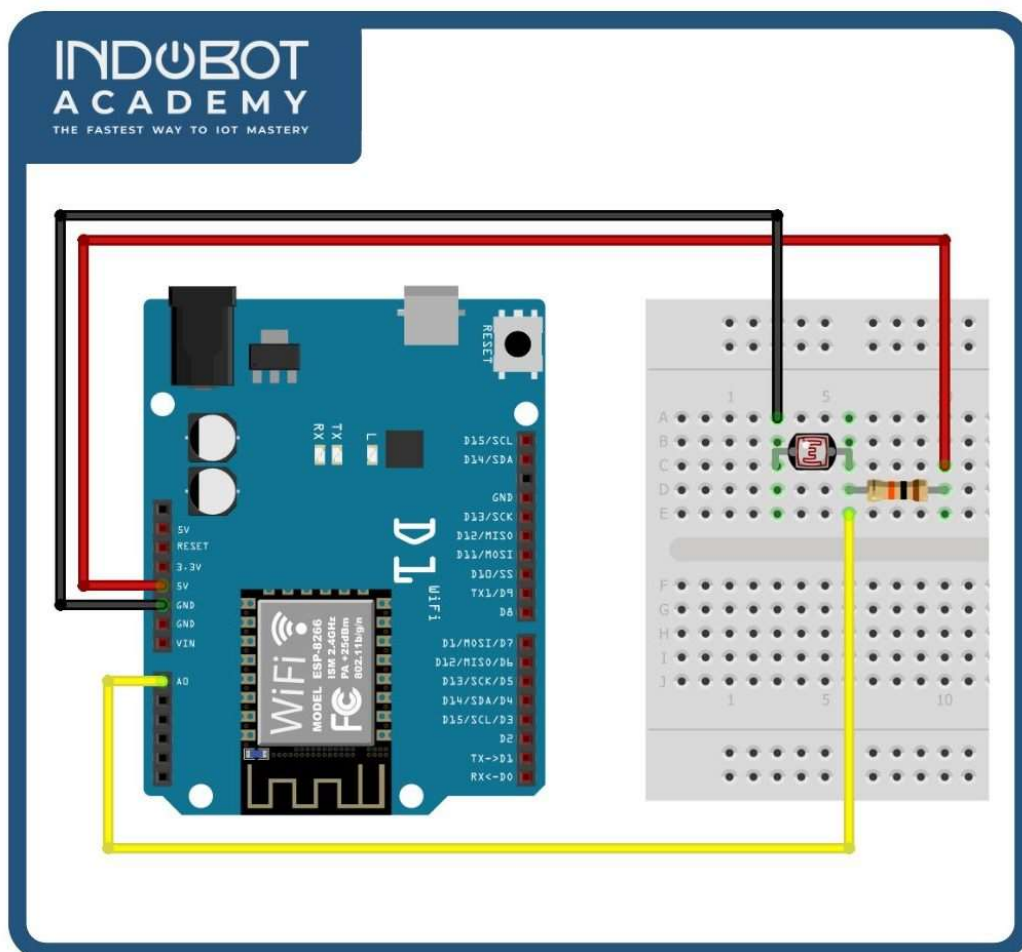 INDOBOT
ACADEMY
THE FASTEST WAY TO IOT MASTERY
RESET
RX
TX
L
D15/SCL
D14/SDA
GND
D13/SCK
D12/MISO
D11/MOSI
D10/SS
TX1/D9
D8
D1/MOSI/D7
D12/MISO/D6
D13/SCK/D5
D14/SDA/D4
D15/SCL/D3
D2
TX->D1
RX<-D0
5V
RESET
3.3V
5V
GND
GND
VIN
A0
D1
WiFi
WiFi
MODEL ESP-8266
ISM 2.4GHz
PA +25dBm
802.11b/g/n
FC
1 5
A
B
C
D
E
F
G
H
I
J
1 5 10